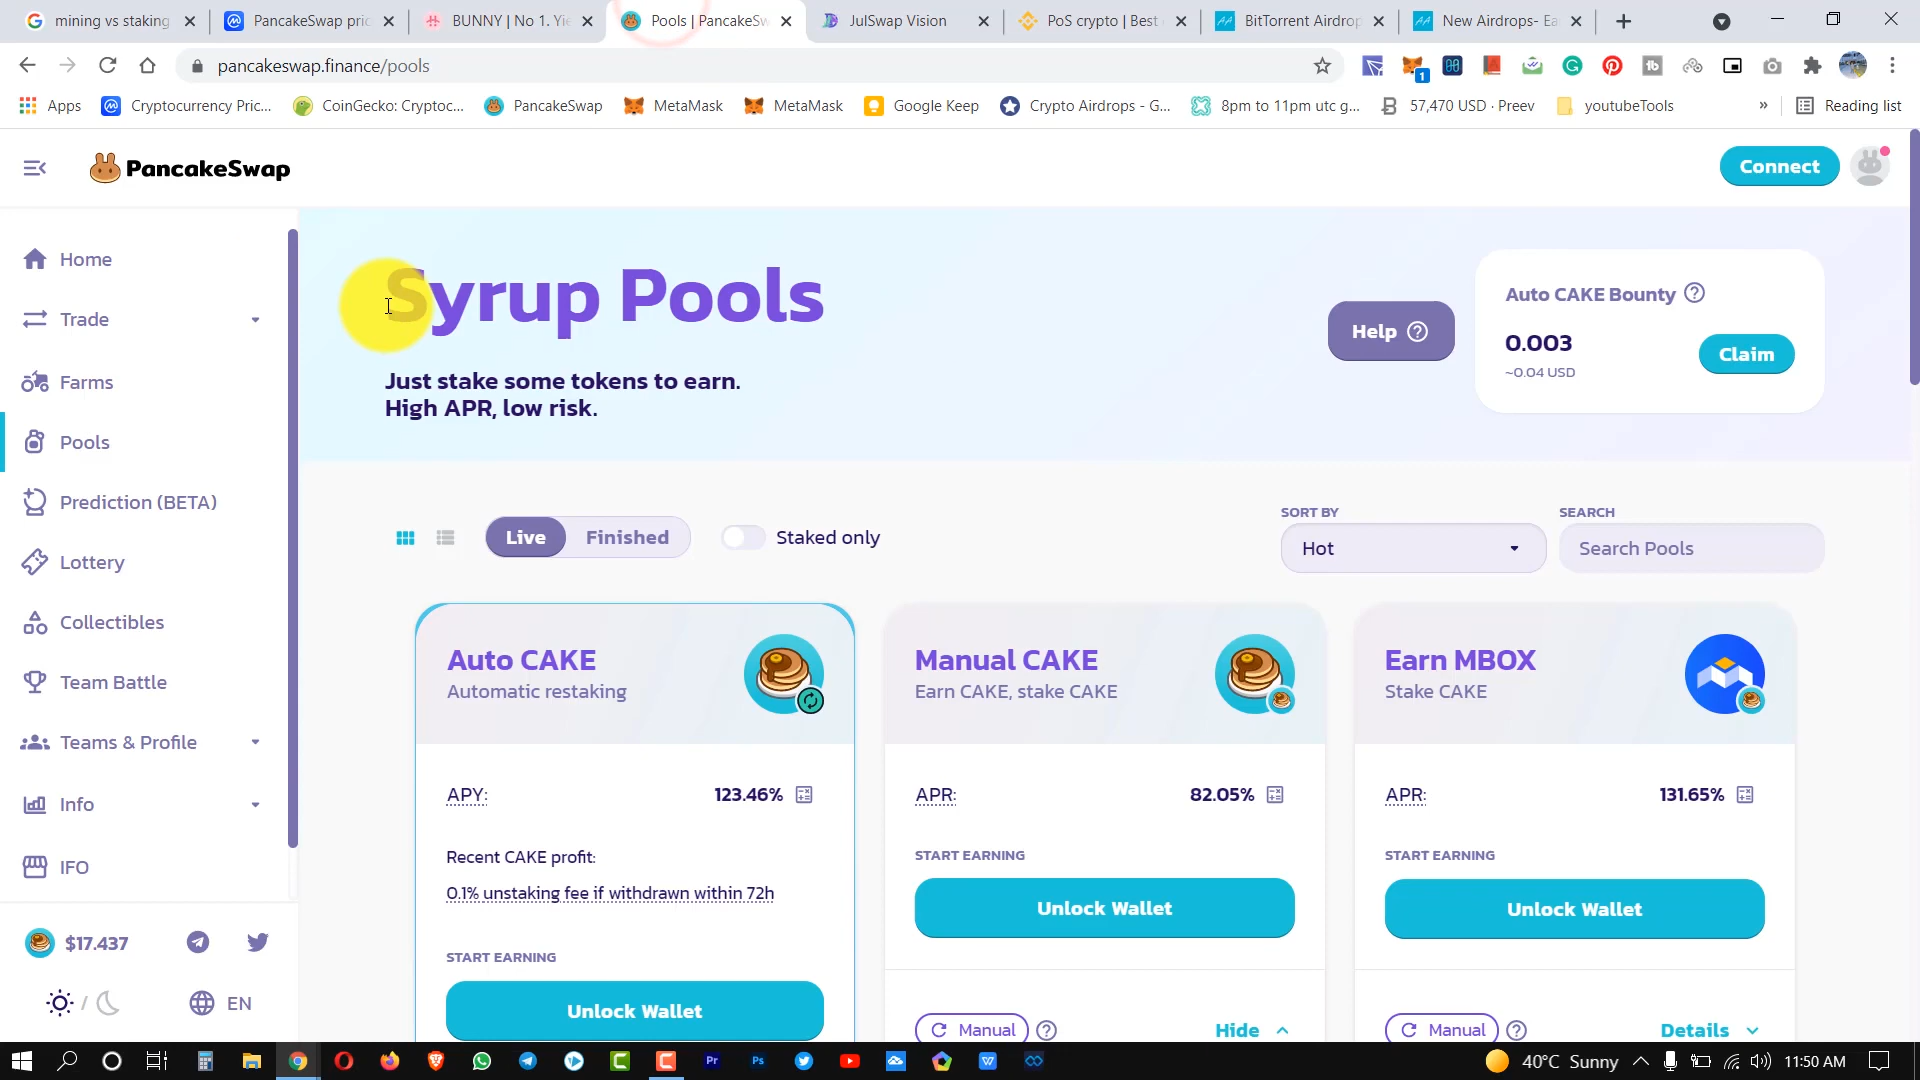 mining vs staking
PancakeSwap pric
BUNNY | No 1. Yie
Pools | PancakeSw
JulSwap Vision
PoS crypto | Best
BitTorrent Airdrop
New Airdrops- Ea
pancakeswap.finance/pools
1
Apps
Cryptocurrency Pric...
CoinGecko: Cryptoc...
PancakeSwap
MetaMask
MetaMask
Google Keep
Crypto Airdrops - G...
8pm to 11pm utc g...
57,470 USD · Preev
youtubeTools
»
Reading list
PancakeSwap
Connect
Home
Trade
Farms
Pools
Prediction (BETA)
Lottery
Collectibles
Team Battle
Teams & Profile
Info
IFO
$17.437
/
EN
Syrup Pools
Just stake some tokens to earn.
High APR, low risk.
Help ?
Auto CAKE Bounty ?
0.003
~0.04 USD
Claim
Live
Finished
Staked only
SORT BY
Hot
SEARCH
Search Pools
Auto CAKE
Automatic restaking
APY:
123.46%
Recent CAKE profit:
0.1% unstaking fee if withdrawn within 72h
START EARNING
Unlock Wallet
Manual CAKE
Earn CAKE, stake CAKE
APR:
82.05%
START EARNING
Unlock Wallet
Manual ?
Hide
Earn MBOX
Stake CAKE
APR:
131.65%
START EARNING
Unlock Wallet
Manual ?
Details
Pr
Ps
40°C Sunny
11:50 AM